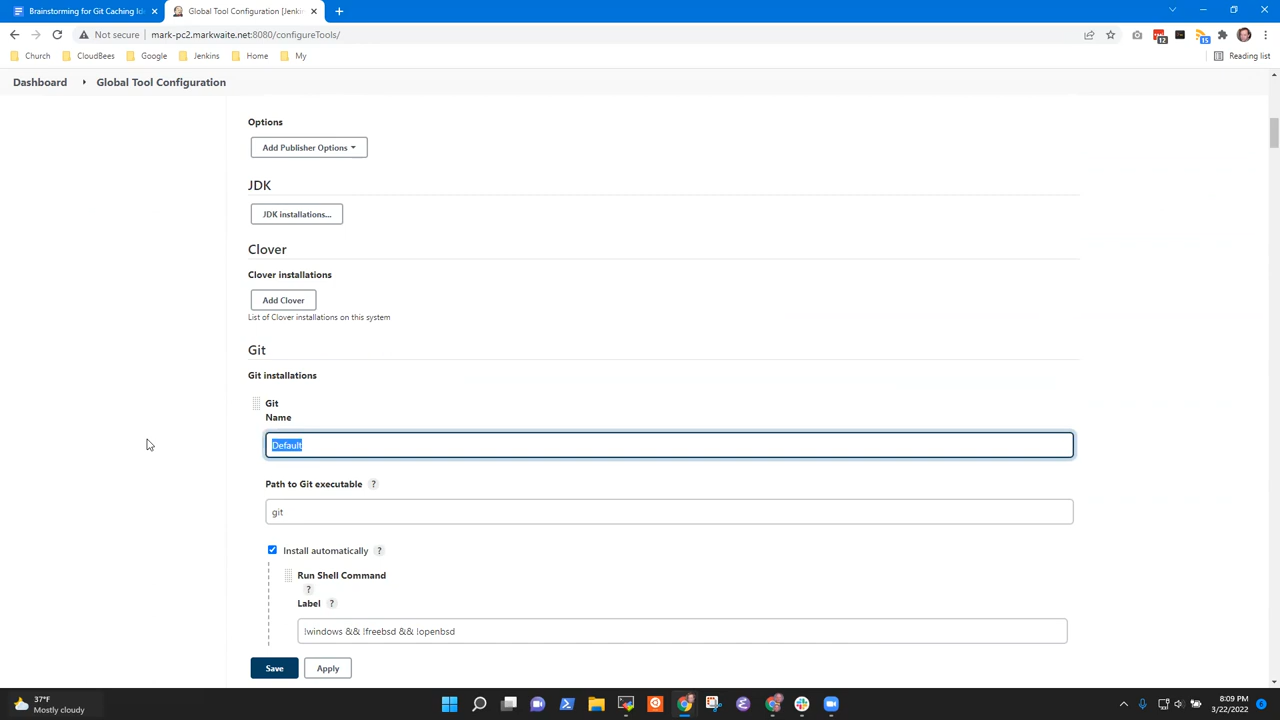 Brainstorming for Git Caching Ide
Global Tool Configuration [Jenkin
Not secure
mark-pc2.markwaite.net:8080/configureTools/
12
15
Church
CloudBees
Google
Jenkins
Home
My
Reading list
Dashboard
Global Tool Configuration
Options
Add Publisher Options
JDK
JDK installations...
Clover
Clover installations
Add Clover
List of Clover installations on this system
Git
Git installations
Git
Name
Default
Path to Git executable ?
git
Install automatically ?
Run Shell Command
?
Label ?
!windows && !freebsd && !openbsd
Save
Apply
37°F
Mostly cloudy
8:09 PM
3/22/2022